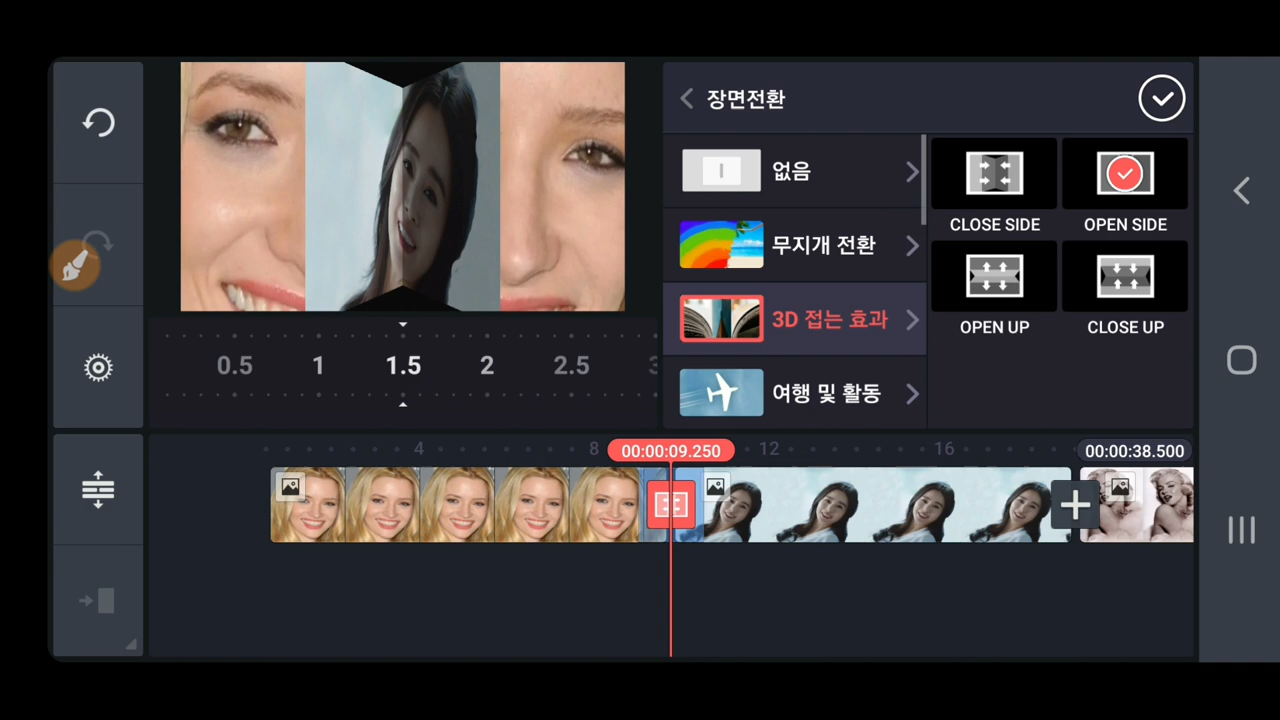 장면전환
없음
무지개 전환
3D 접는 효과
여행 및 활동
CLOSE SIDE
OPEN SIDE
OPEN UP
CLOSE UP
0.5 1 1.5 2 2.5
4 8 12 16
00:00:09.250
00:00:38.500